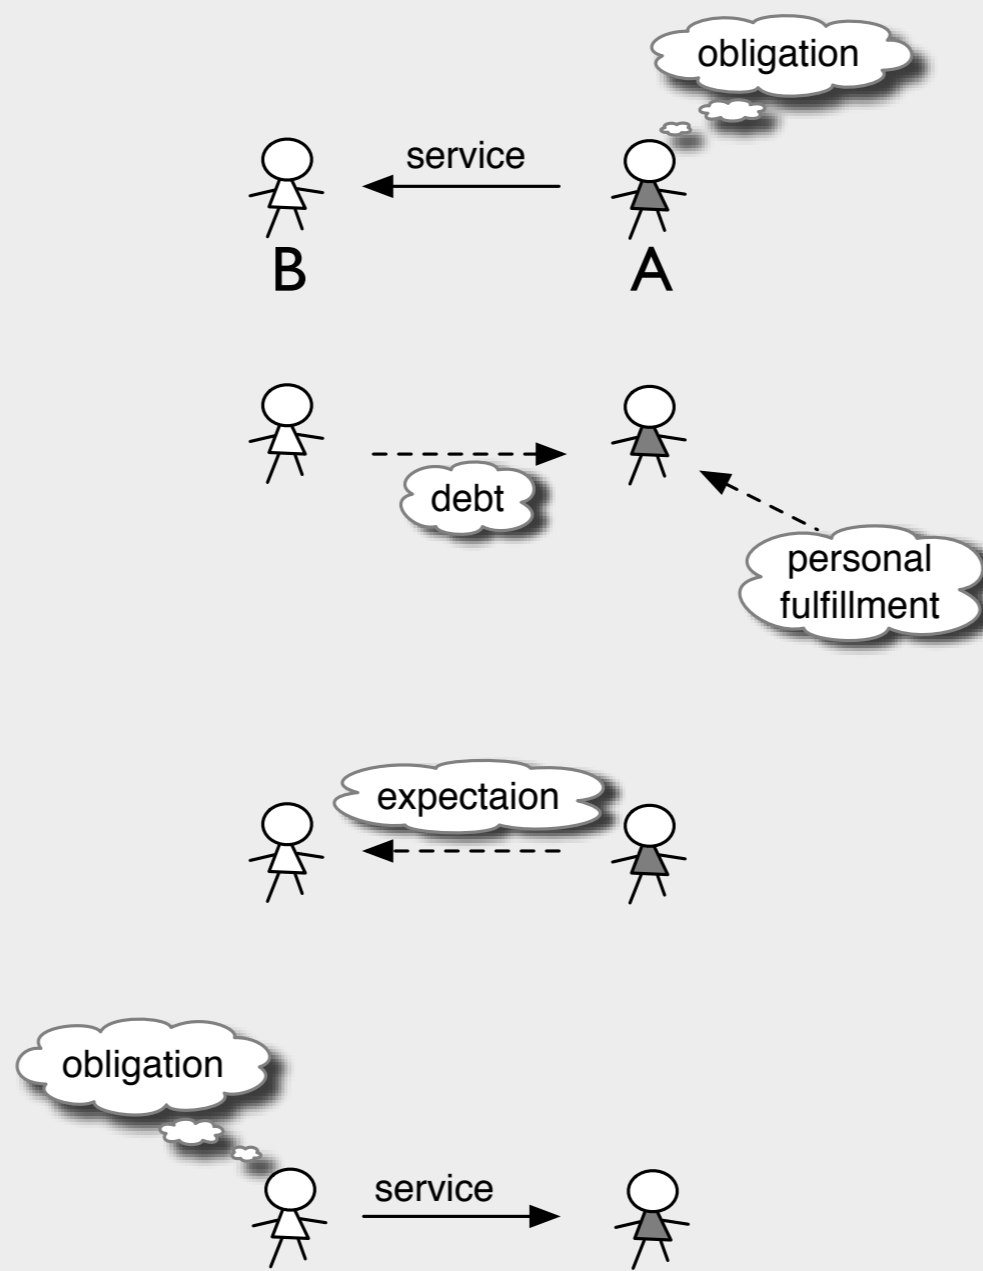 obligation
service
B
A
debt
personal
fulfillment
expectaion
obligation
service